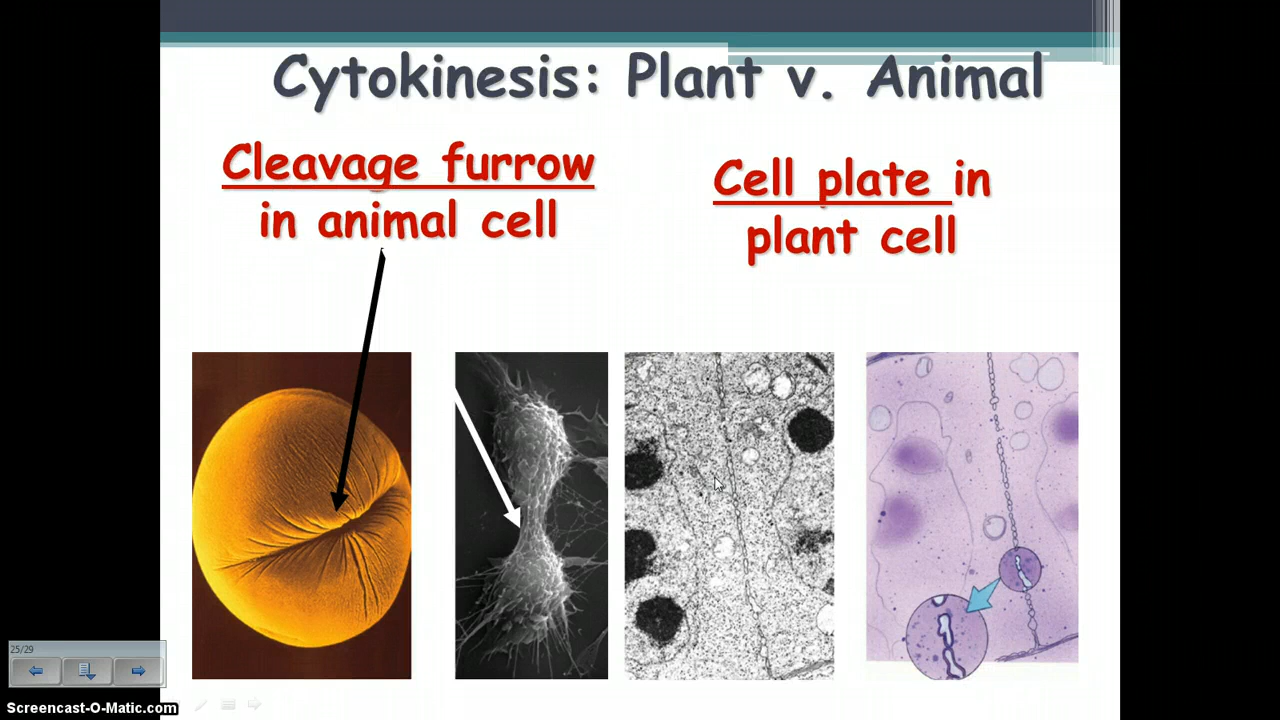 Cytokinesis: Plant v. Animal
Cleavage furrow
in animal cell
Cell plate in
plant cell
25/29
Screencast-O-Matic.com